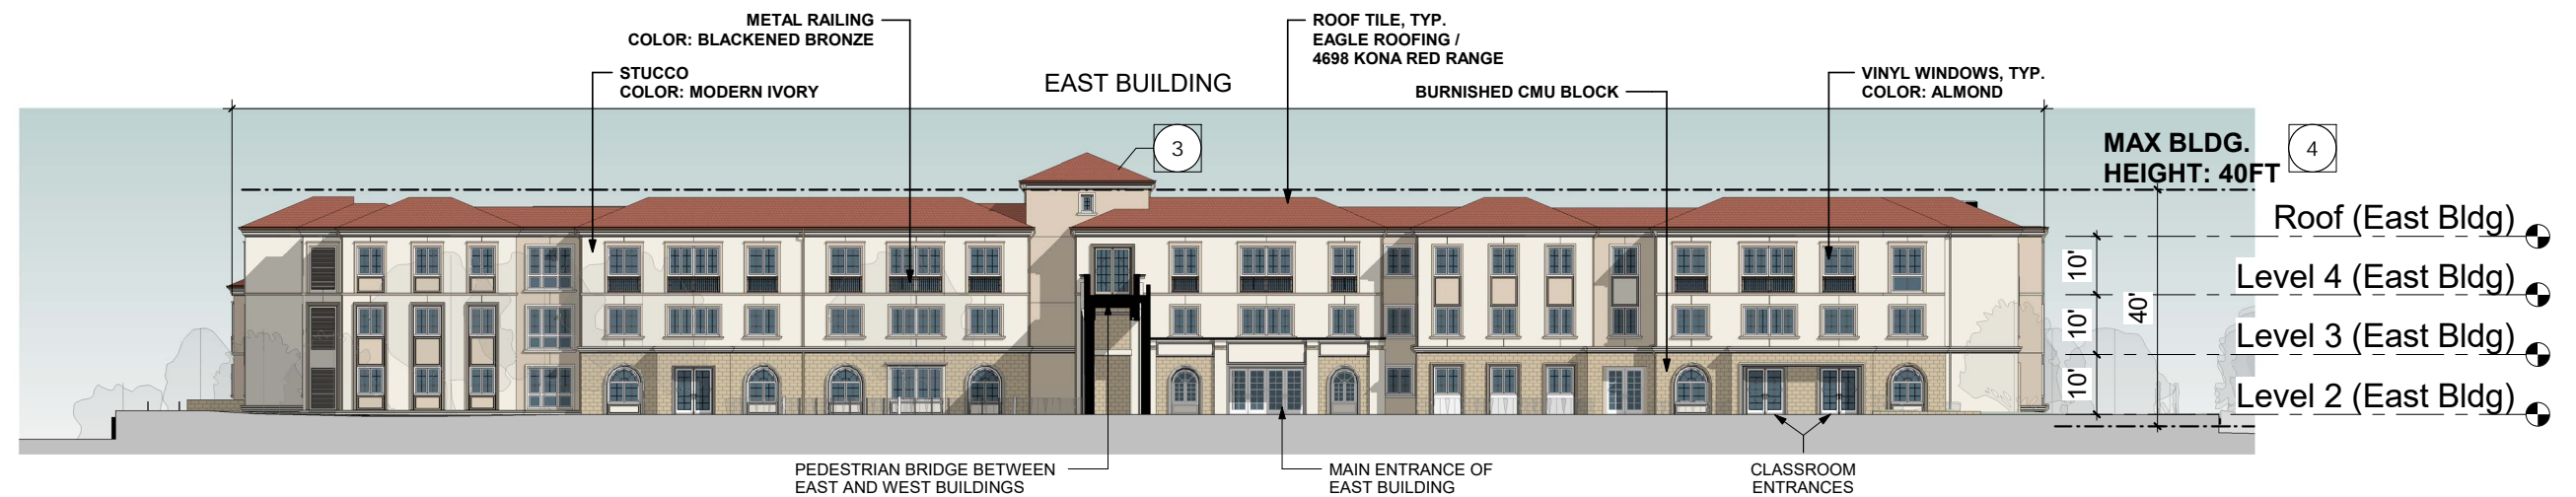 METAL RAILING
COLOR: BLACKENED BRONZE
STUCCO
COLOR: MODERN IVORY
EAST BUILDING
ROOF TILE, TYP.
EAGLE ROOFING /
4698 KONA RED RANGE
BURNISHED CMU BLOCK
VINYL WINDOWS, TYP.
COLOR: ALMOND
3
MAX BLDG.
HEIGHT: 40FT
4
Roof (East Bldg)
10'
Level 4 (East Bldg)
10'
40'
Level 3 (East Bldg)
10'
Level 2 (East Bldg)
PEDESTRIAN BRIDGE BETWEEN
EAST AND WEST BUILDINGS
MAIN ENTRANCE OF
EAST BUILDING
CLASSROOM
ENTRANCES